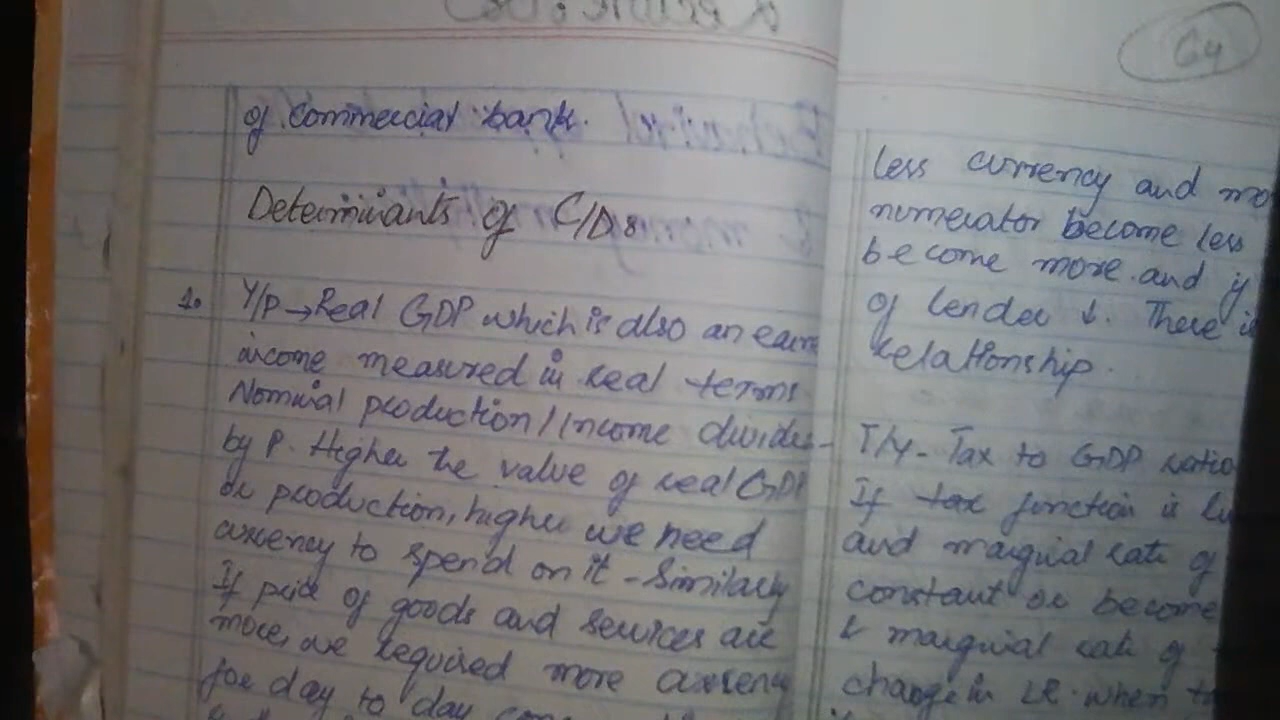 of commercial bank.
Determinants of C/D:
1. Y/P → Real GDP which is also an earn
income measured in real terms
Nominal production / Income divides
by P. Higher the value of real GDP
or production, higher we need
currency to spend on it - Similarly
If price of goods and services are
more, we required more currency
for day to day
64
less currency and mo
numerator become less
become more and if
of lender ↓. There is
relationship.
T/Y - Tax to GDP ratio
If tax function is li
and marginal rate of
constant or become
& marginal rate of
change in when